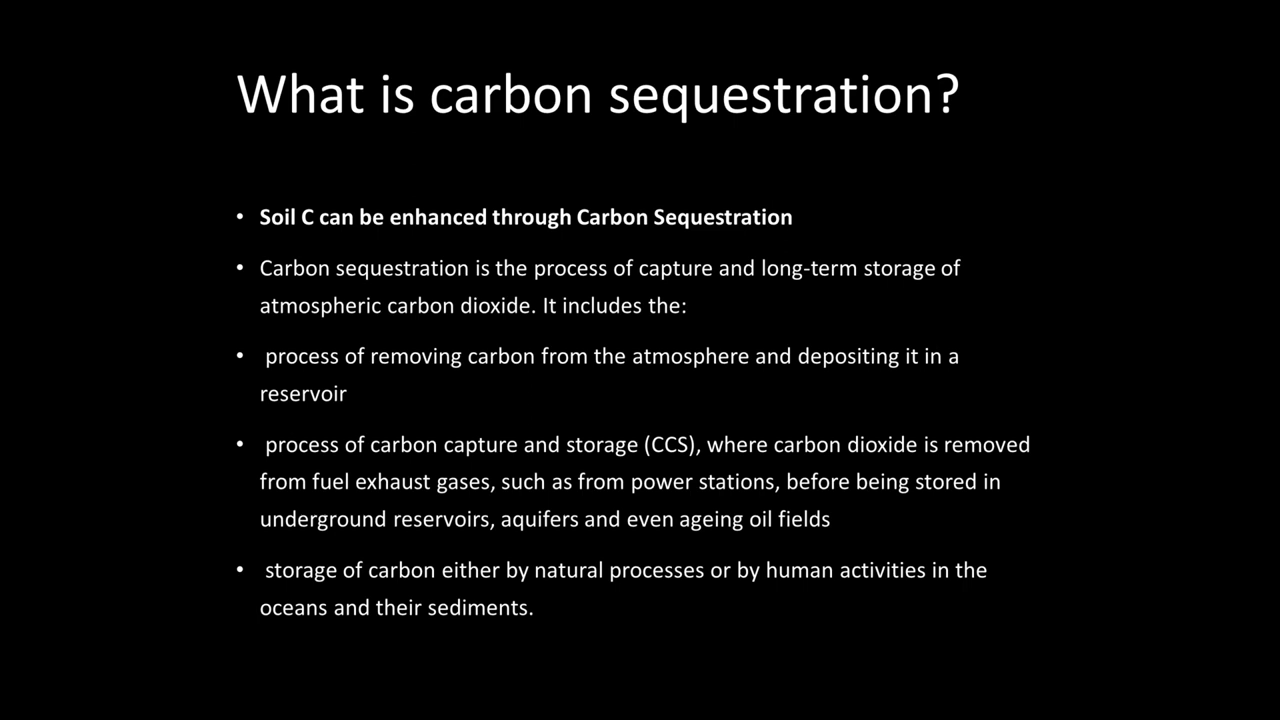 What is carbon sequestration?
• Soil C can be enhanced through Carbon Sequestration
• Carbon sequestration is the process of capture and long-term storage of
atmospheric carbon dioxide. It includes the:
• process of removing carbon from the atmosphere and depositing it in a
reservoir
• process of carbon capture and storage (CCS), where carbon dioxide is removed
from fuel exhaust gases, such as from power stations, before being stored in
underground reservoirs, aquifers and even ageing oil fields
• storage of carbon either by natural processes or by human activities in the
oceans and their sediments.